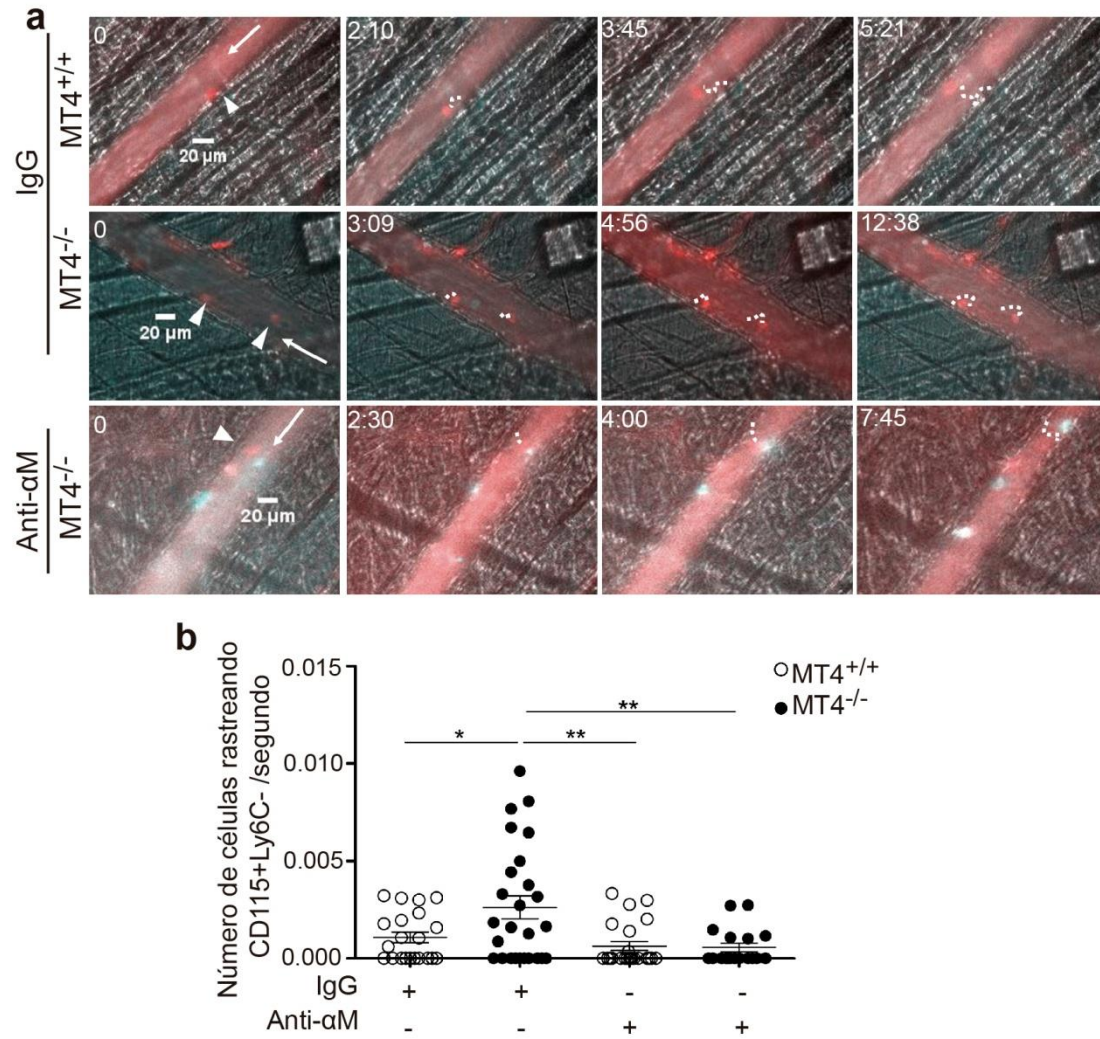 a
IgG
MT4+/+
0
20 µm
2:10
3:45
5:21
MT4-/-
0
20 µm
3:09
4:56
12:38
Anti-αM
MT4-/-
0
20 µm
2:30
4:00
7:45
b
Número de células rastreando
CD115+Ly6C- /segundo
0.015
0.010
0.005
0.000
* ** **
MT4+/+
MT4-/-
IgG + + - -
Anti-αM - - + +